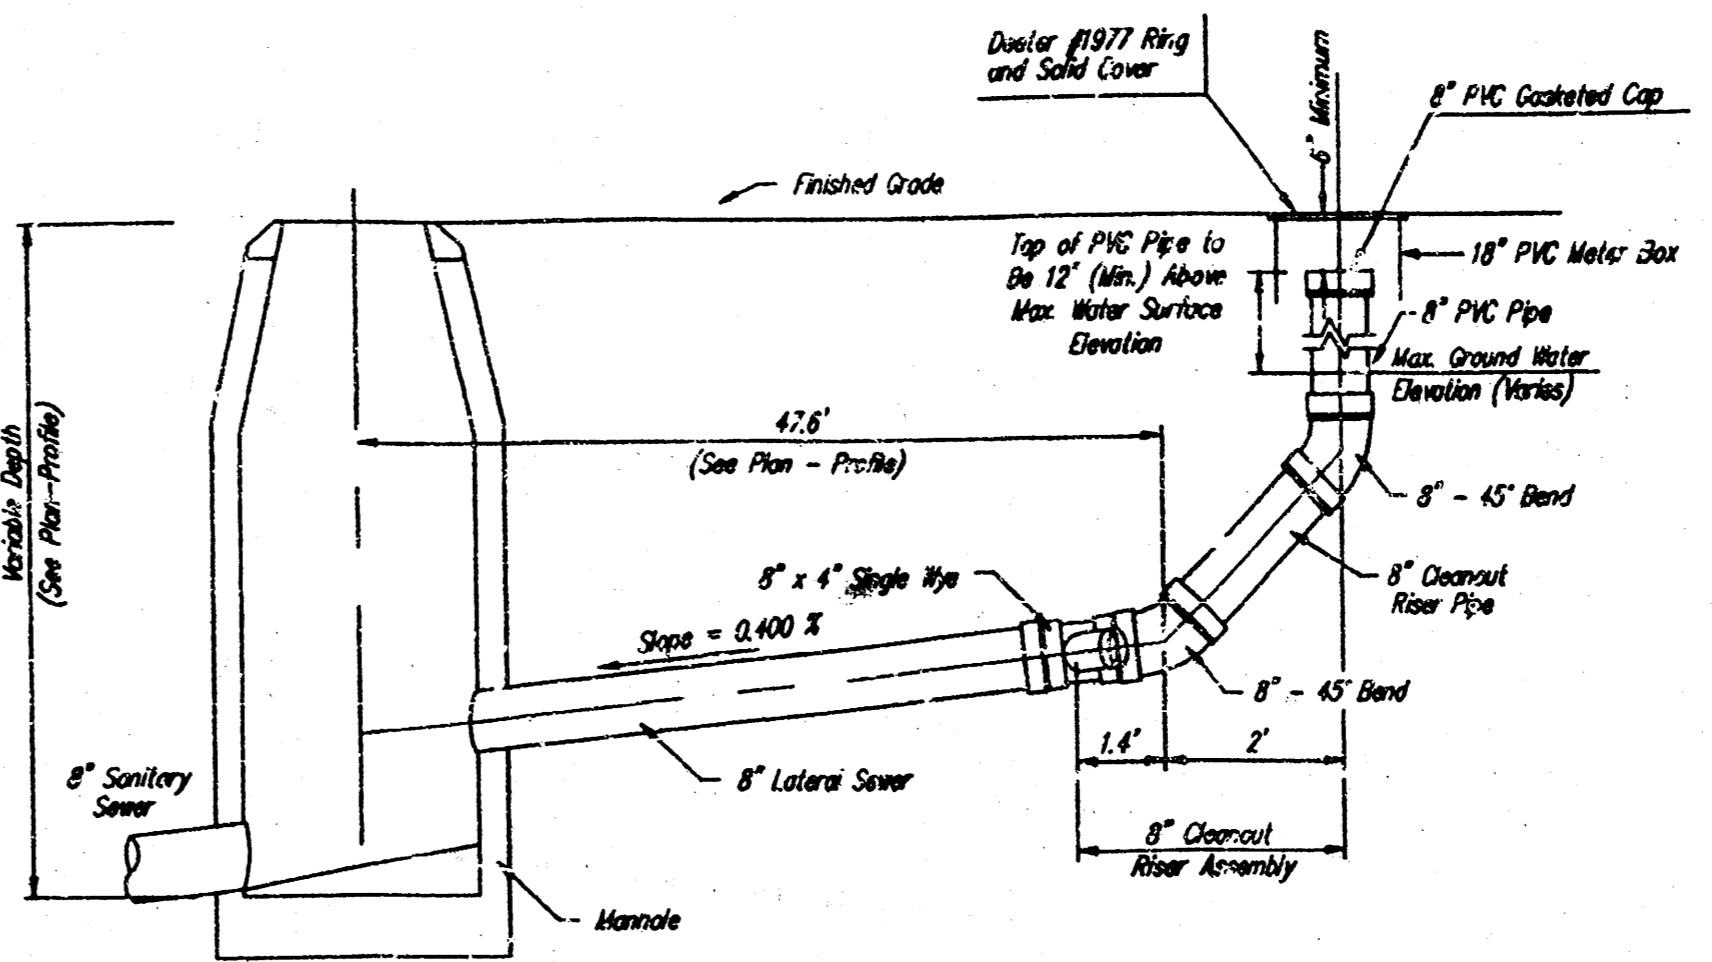 Deeter #1977 Ring
and Solid Cover
6" Minimum
8" PVC Gasketed Cap
Finished Grade
Top of PVC Pipe to
Be 12" (Min.) Above
Max. Water Surface
Elevation
18" PVC Meter Box
8" PVC Pipe
Max. Ground Water
Elevation (Varies)
47.6'
(See Plan - Profile)
Variable Depth
(See Plan-Profile)
8" - 45° Bend
8" x 4" Single Wye
8" Cleanout
Riser Pipe
Slope = 0.400 %
8" - 45° Bend
1.4'
2'
8" Lateral Sewer
8" Sanitary
Sewer
8" Cleanout
Riser Assembly
Manhole